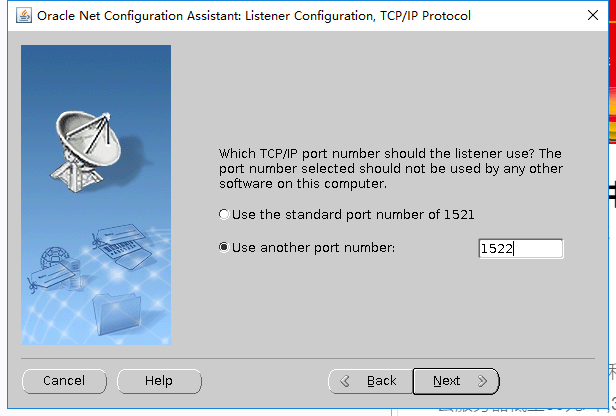 Oracle Net Configuration Assistant: Listener Configuration, TCP/IP Protocol
Which TCP/IP port number should the listener use? The
port number selected should not be used by any other
software on this computer.
Use the standard port number of 1521
Use another port number:
1522
Cancel
Help
Back
Next